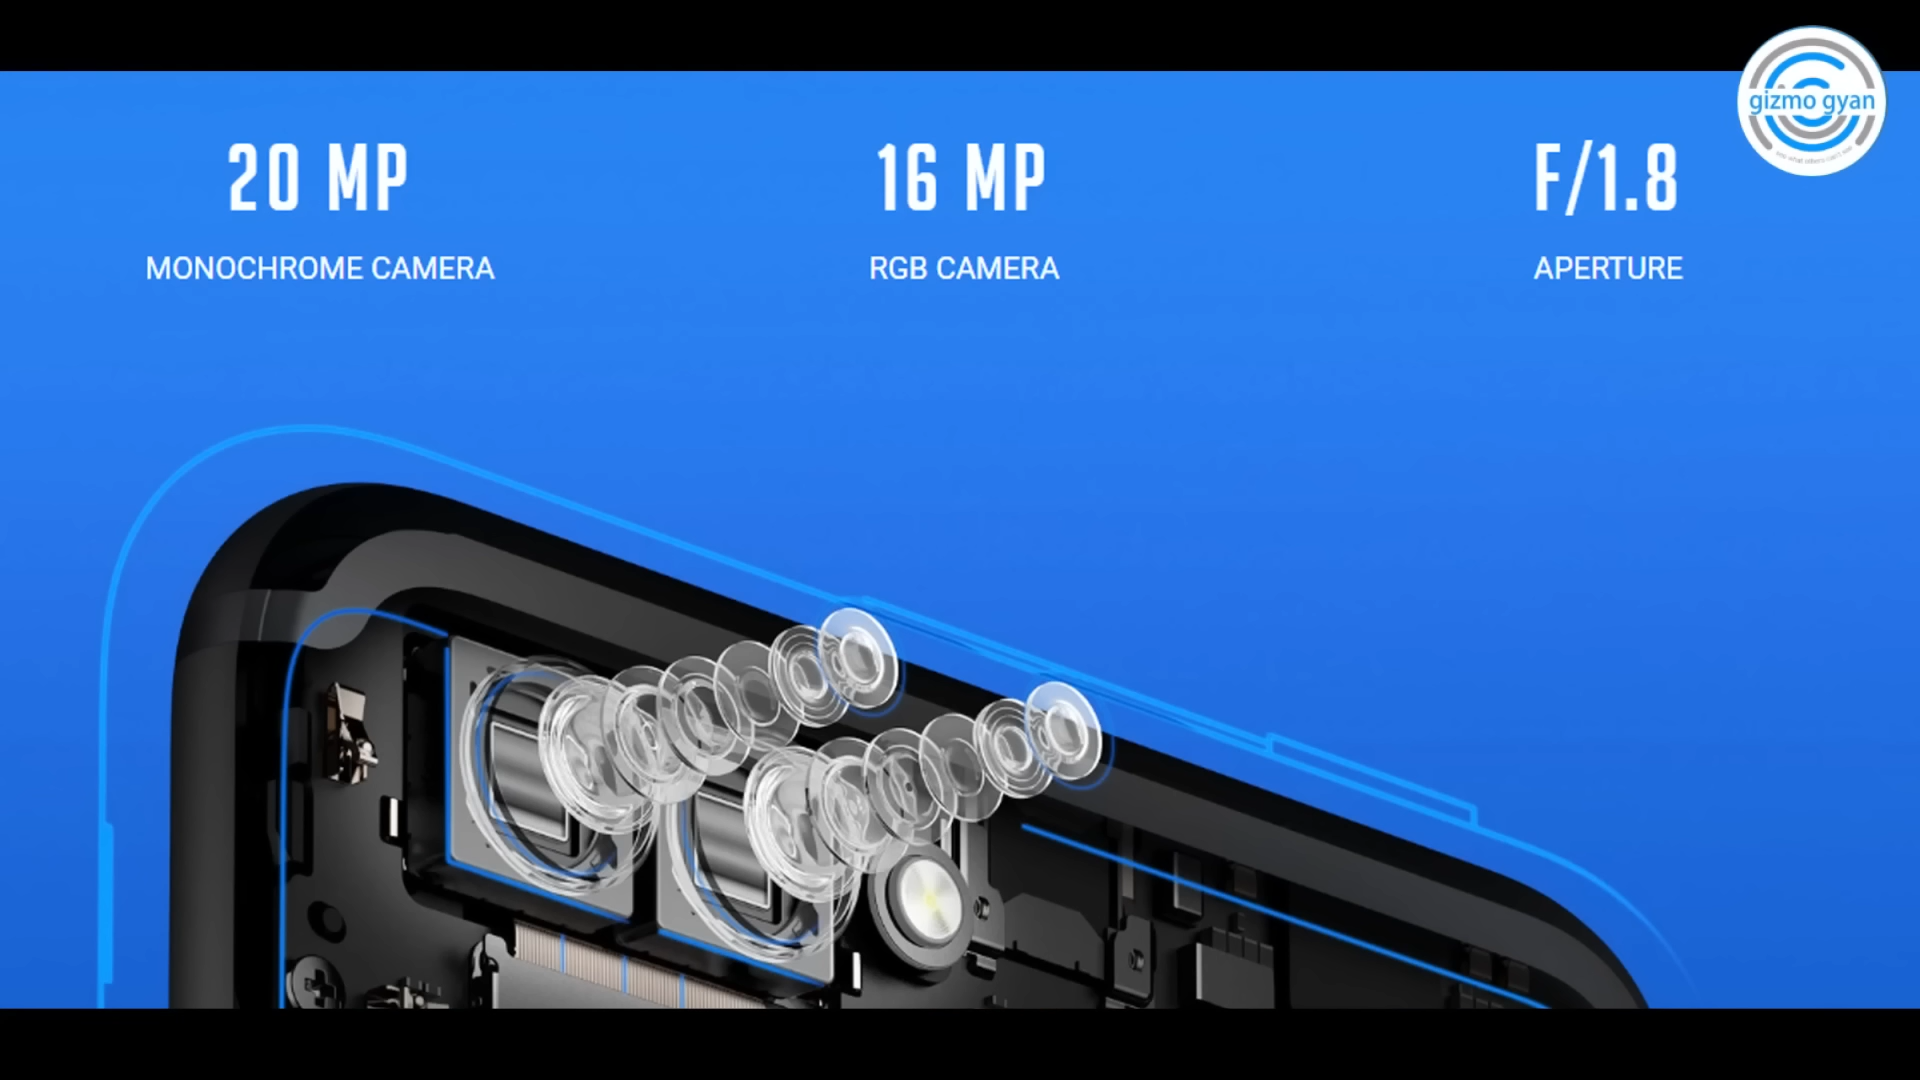 20 MP
MONOCHROME CAMERA
16 MP
RGB CAMERA
F/1.8
APERTURE
gizmo gyan